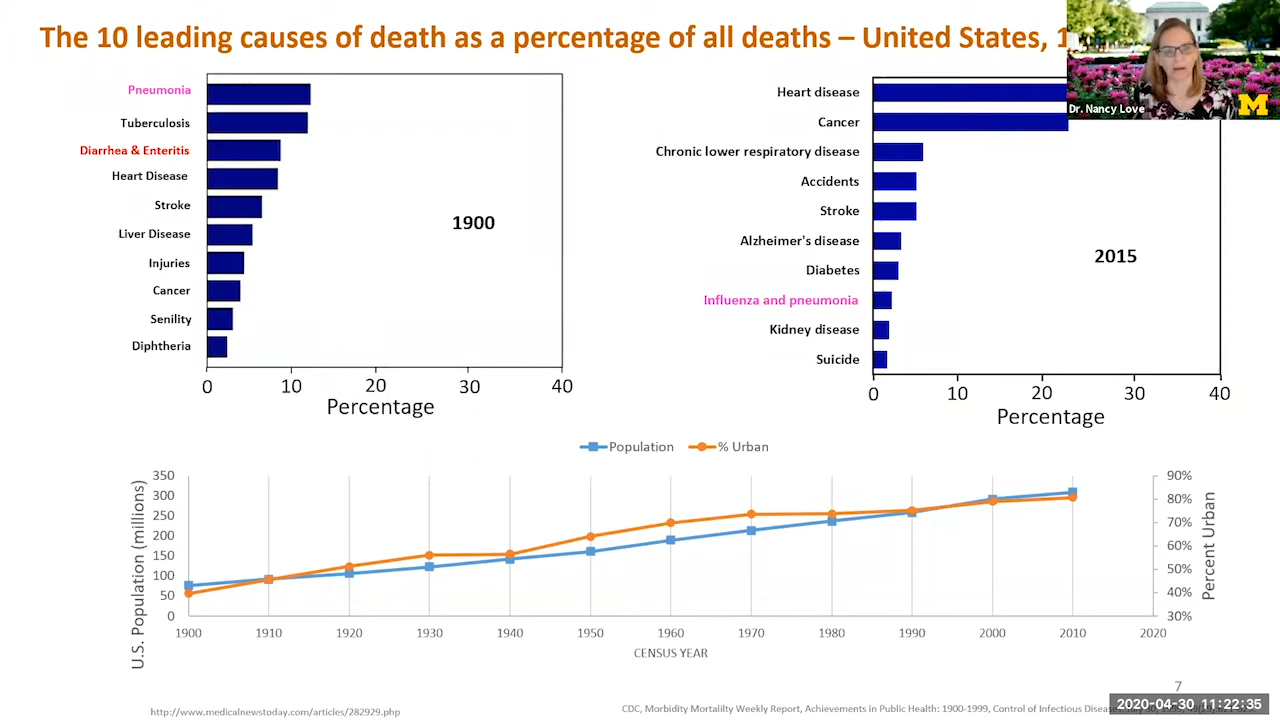 The 10 leading causes of death as a percentage of all deaths – United States,
Dr. Nancy Love
M
Pneumonia
Tuberculosis
Diarrhea & Enteritis
Heart Disease
Stroke
Liver Disease
Injuries
Cancer
Senility
Diphtheria
1900
0 10 20 30 40
Percentage
Heart disease
Cancer
Chronic lower respiratory disease
Accidents
Stroke
Alzheimer's disease
Diabetes
Influenza and pneumonia
Kidney disease
Suicide
2015
0 10 20 30 40
Percentage
Population % Urban
U.S. Population (millions)
350
300
250
200
150
100
50
0
90%
80%
70%
60%
50%
40%
30%
Percent Urban
1900 1910 1920 1930 1940 1950 1960 1970 1980 1990 2000 2010 2020
CENSUS YEAR
7
2020-04-30 11:22:35
http://www.medicalnewstoday.com/articles/282929.php
CDC, Morbidity Mortalilty Weekly Report, Achievements in Public Health: 1900-1999, Control of Infectious